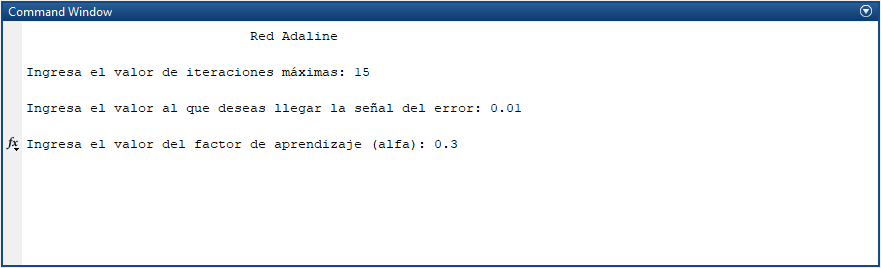 Command Window
Red Adaline
Ingresa el valor de iteraciones máximas: 15
Ingresa el valor al que deseas llegar la señal del error: 0.01
fx Ingresa el valor del factor de aprendizaje (alfa): 0.3